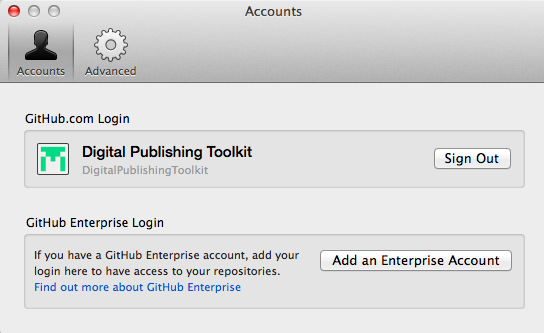 Accounts
Accounts Advanced
GitHub.com Login
Digital Publishing Toolkit
DigitalPublishingToolkit
Sign Out
GitHub Enterprise Login
If you have a GitHub Enterprise account, add your
login here to have access to your repositories.
Find out more about GitHub Enterprise
Add an Enterprise Account